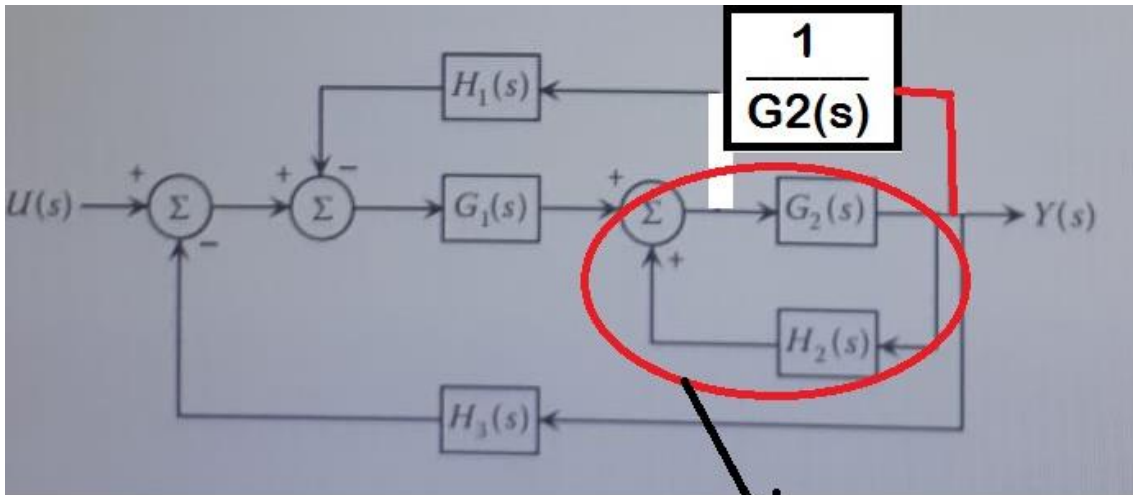 1
G2(s)
H₁(s)
+
−
+
+
+
U(s)
Σ
Σ
G₁(s)
Σ
G₂(s)
Y(s)
−
+
H₂(s)
H₃(s)